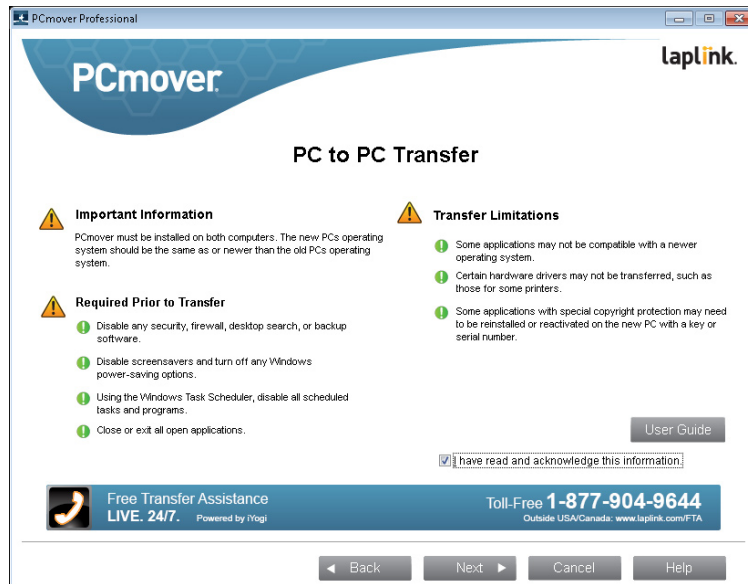 PCmover Professional
PCmover.
laplink.
PC to PC Transfer
Important Information
PCmover must be installed on both computers. The new PCs operating
system should be the same as or newer than the old PCs operating
system.
Required Prior to Transfer
Disable any security, firewall, desktop search, or backup
software.
Disable screensavers and turn off any Windows
power-saving options.
Using the Windows Task Scheduler, disable all scheduled
tasks and programs.
Close or exit all open applications.
Transfer Limitations
Some applications may not be compatible with a newer
operating system.
Certain hardware drivers may not be transferred, such as
those for some printers.
Some applications with special copyright protection may need
to be reinstalled or reactivated on the new PC with a key or
serial number.
User Guide
I have read and acknowledge this information.
Free Transfer Assistance
LIVE. 24/7. Powered by iYogi
Toll-Free 1-877-904-9644
Outside USA/Canada: www.laplink.com/FTA
Back
Next
Cancel
Help